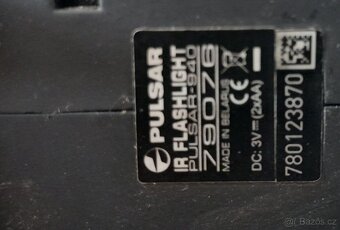 PULSAR
IR FLASHLIGHT
PULSAR-940
79076
MADE IN BELARUS
CE
DC: 3V (2xAA)
780123870
Bazoš.cz